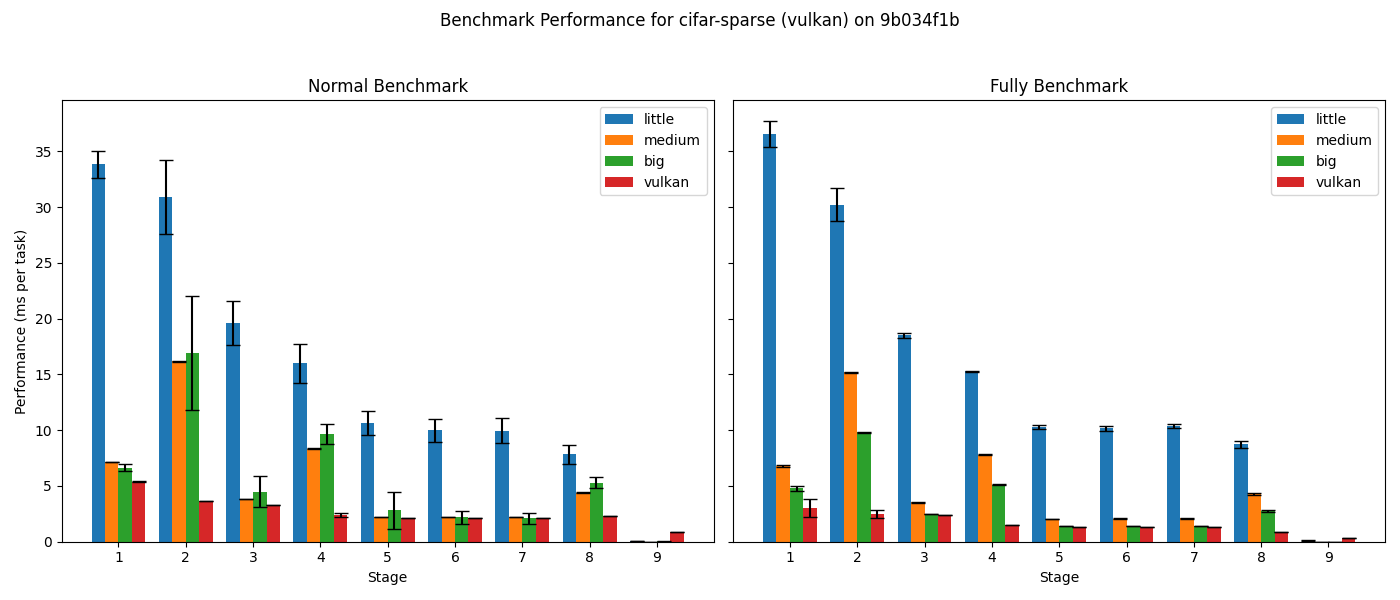 Benchmark Performance for cifar-sparse (vulkan) on 9b034f1b
Normal Benchmark
Performance (ms per task)
35
30
25
20
15
10
5
0
little
medium
big
vulkan
1 2 3 4 5 6 7 8 9
Stage
Fully Benchmark
little
medium
big
vulkan
1 2 3 4 5 6 7 8 9
Stage